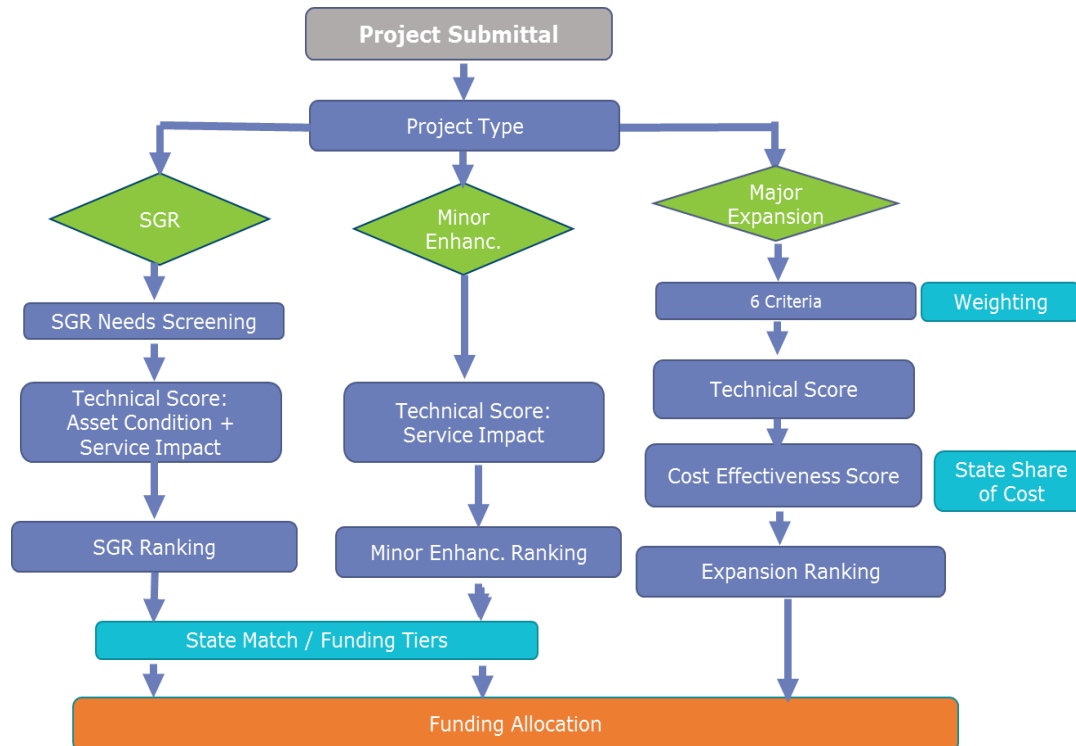 Project Submittal
Project Type
SGR
Minor
Enhanc.
Major
Expansion
SGR Needs Screening
6 Criteria
Weighting
Technical Score:
Asset Condition +
Service Impact
Technical Score:
Service Impact
Technical Score
Cost Effectiveness Score
State Share
of Cost
SGR Ranking
Minor Enhanc. Ranking
Expansion Ranking
State Match / Funding Tiers
Funding Allocation